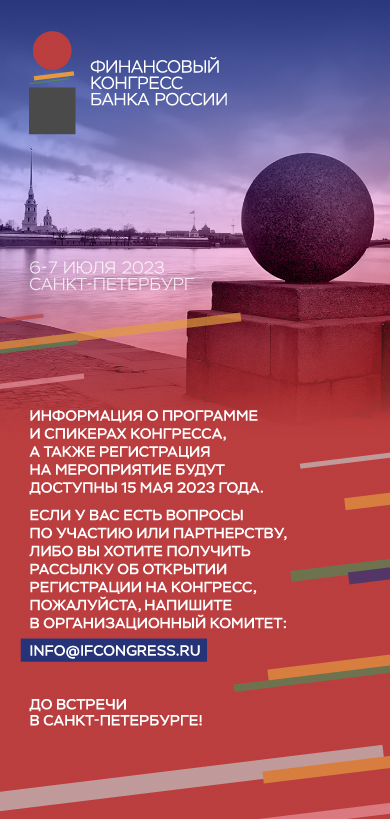 ФИНАНСОВЫЙ
КОНГРЕСС
БАНКА РОССИИ
6-7 ИЮЛЯ 2023
САНКТ-ПЕТЕРБУРГ
ИНФОРМАЦИЯ О ПРОГРАММЕ
И СПИКЕРАХ КОНГРЕССА,
А ТАКЖЕ РЕГИСТРАЦИЯ
НА МЕРОПРИЯТИЕ БУДУТ
ДОСТУПНЫ 15 МАЯ 2023 ГОДА.
ЕСЛИ У ВАС ЕСТЬ ВОПРОСЫ
ПО УЧАСТИЮ ИЛИ ПАРТНЕРСТВУ,
ЛИБО ВЫ ХОТИТЕ ПОЛУЧИТЬ
РАССЫЛКУ ОБ ОТКРЫТИИ
РЕГИСТРАЦИИ НА КОНГРЕСС,
ПОЖАЛУЙСТА, НАПИШИТЕ
В ОРГАНИЗАЦИОННЫЙ КОМИТЕТ:
INFO@IFCONGRESS.RU
ДО ВСТРЕЧИ
В САНКТ-ПЕТЕРБУРГЕ!